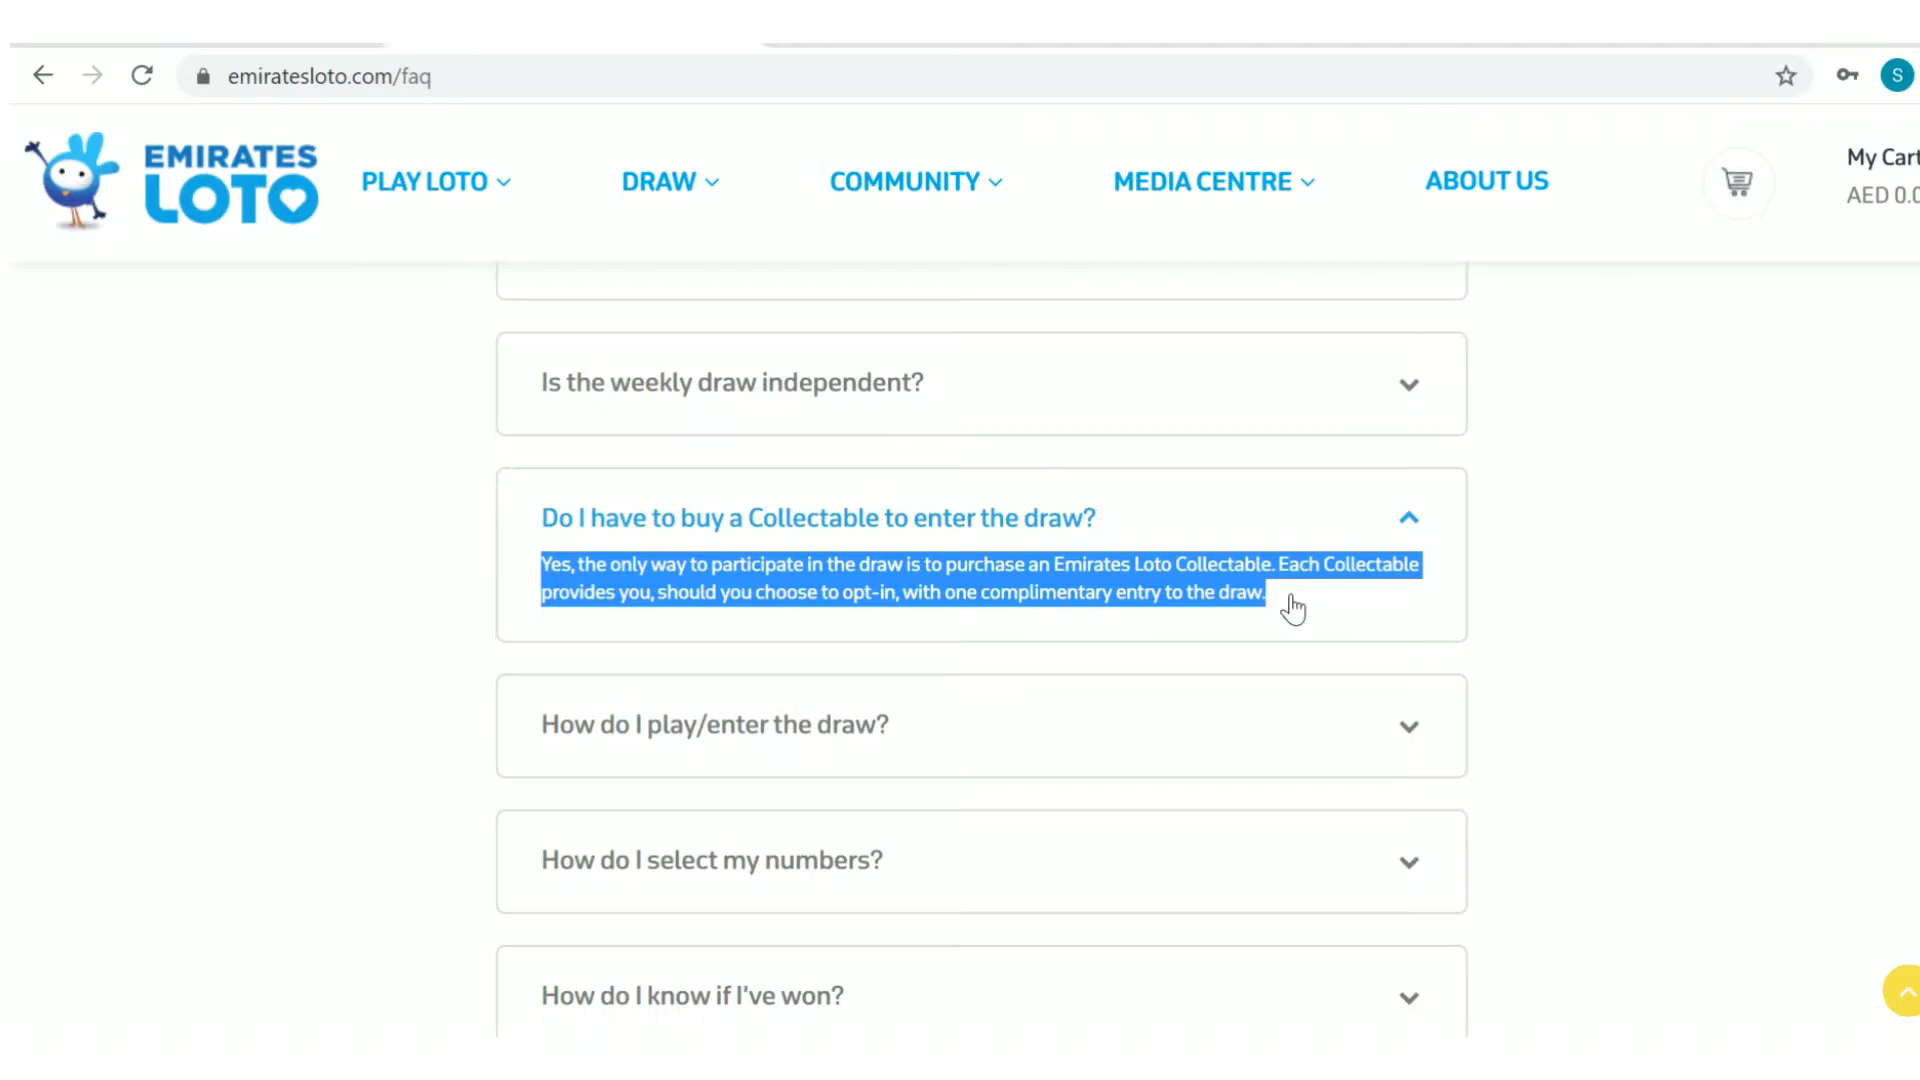 emiratesloto.com/faq
S
EMIRATES
LOTO
PLAY LOTO
DRAW
COMMUNITY
MEDIA CENTRE
ABOUT US
My Cart
AED 0.0
Is the weekly draw independent?
Do I have to buy a Collectable to enter the draw?
Yes, the only way to participate in the draw is to purchase an Emirates Loto Collectable. Each Collectable
provides you, should you choose to opt-in, with one complimentary entry to the draw.
How do I play/enter the draw?
How do I select my numbers?
How do I know if I've won?